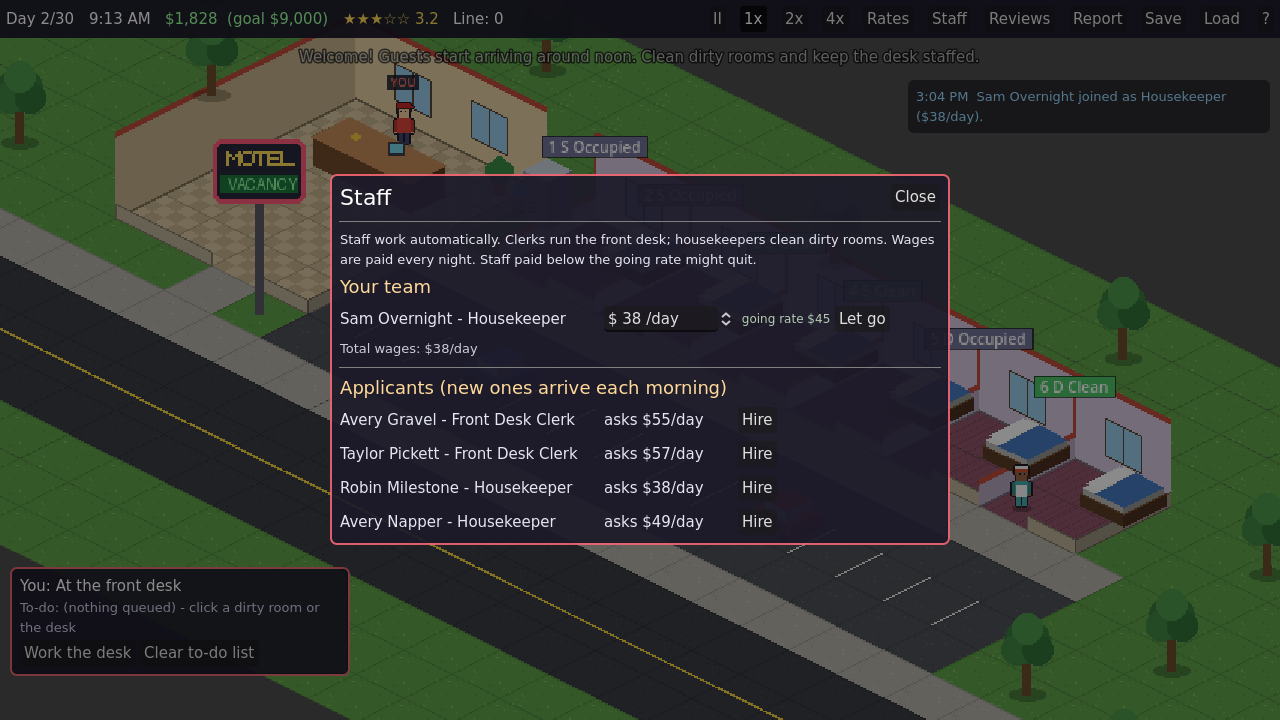 Day 2/30 9:13 AM $1,828 (goal $9,000) ★★★☆☆ 3.2 Line: 0 II 1x 2x 4x Rates Staff Reviews Report Save Load ?
Welcome! Guests start arriving around noon. Clean dirty rooms and keep the desk staffed.
3:04 PM Sam Overnight joined as Housekeeper
($38/day).
YOU
1 S Occupied
MOTEL
VACANCY
2 S Occupied
4 S Clean
5 D Occupied
6 D Clean
Staff
Close
Staff work automatically. Clerks run the front desk; housekeepers clean dirty rooms. Wages
are paid every night. Staff paid below the going rate might quit.
Your team
Sam Overnight - Housekeeper $ 38 /day going rate $45 Let go
Total wages: $38/day
Applicants (new ones arrive each morning)
Avery Gravel - Front Desk Clerk asks $55/day Hire
Taylor Pickett - Front Desk Clerk asks $57/day Hire
Robin Milestone - Housekeeper asks $38/day Hire
Avery Napper - Housekeeper asks $49/day Hire
You: At the front desk
To-do: (nothing queued) - click a dirty room or
the desk
Work the desk Clear to-do list